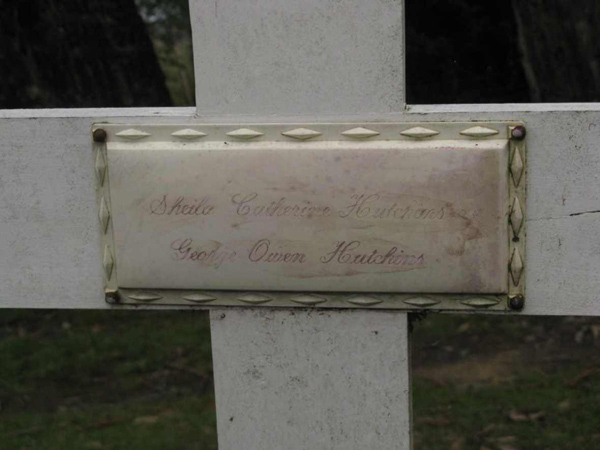 Sheila Catherine Hutchins
George Owen Hutchins